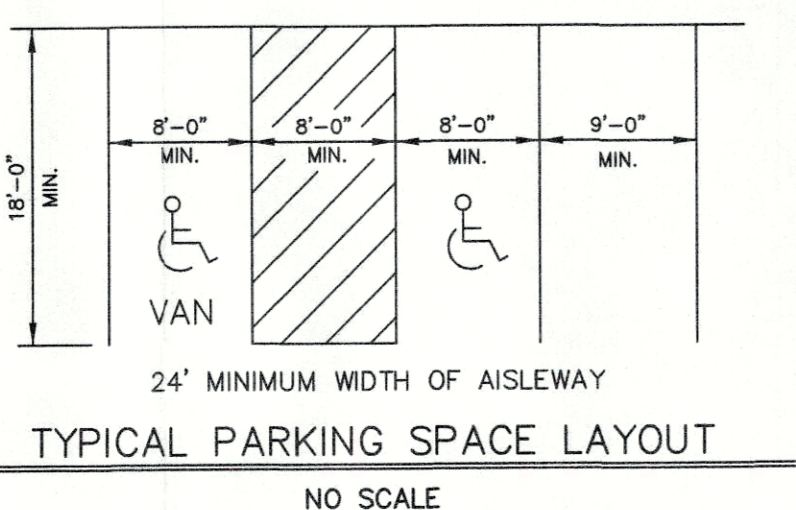 8'-0" 8'-0" 8'-0" 9'-0"
MIN. MIN. MIN. MIN.
18'-0"
MIN.
VAN
24' MINIMUM WIDTH OF AISLEWAY
TYPICAL PARKING SPACE LAYOUT
NO SCALE